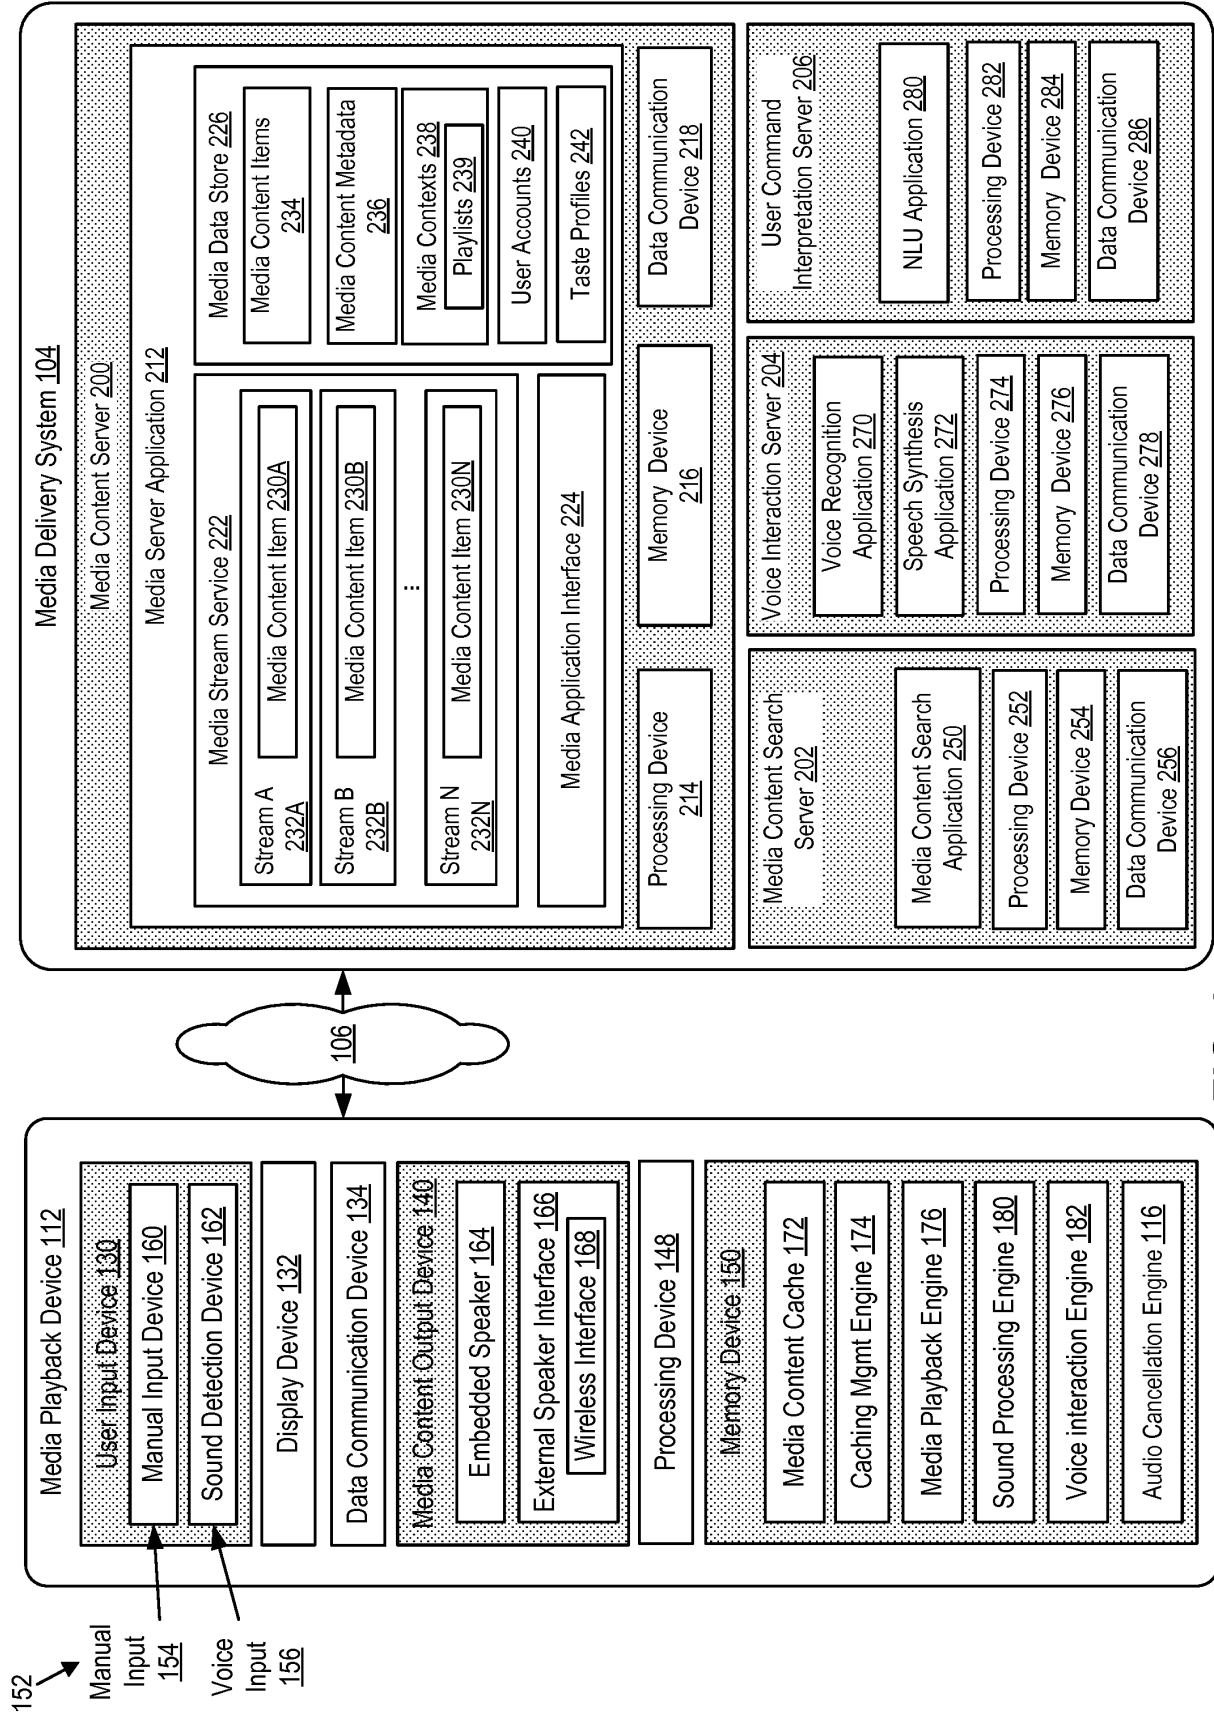 152
Manual
Input
154
Voice
Input
156
Media Playback Device 112
User Input Device 130
Manual Input Device 160
Sound Detection Device 162
Display Device 132
Data Communication Device 134
Media Content Output Device 140
Embedded Speaker 164
External Speaker Interface 166
Wireless Interface 168
Processing Device 148
Memory Device 150
Media Content Cache 172
Caching Mgmt Engine 174
Media Playback Engine 176
Sound Processing Engine 180
Voice interaction Engine 182
Audio Cancellation Engine 116
106
Media Delivery System 104
Media Content Server 200
Media Server Application 212
Media Stream Service 222
Stream A
232A
Media Content Item 230A
Stream B
232B
Media Content Item 230B
...
Stream N
232N
Media Content Item 230N
Media Application Interface 224
Media Data Store 226
Media Content Items
234
Media Content Metadata
236
Media Contexts 238
Playlists 239
User Accounts 240
Taste Profiles 242
Processing Device
214
Memory Device
216
Data Communication
Device 218
Media Content Search
Server 202
Media Content Search
Application 250
Processing Device 252
Memory Device 254
Data Communication
Device 256
Voice Interaction Server 204
Voice Recognition
Application 270
Speech Synthesis
Application 272
Processing Device 274
Memory Device 276
Data Communication
Device 278
User Command
Interpretation Server 206
NLU Application 280
Processing Device 282
Memory Device 284
Data Communication
Device 286